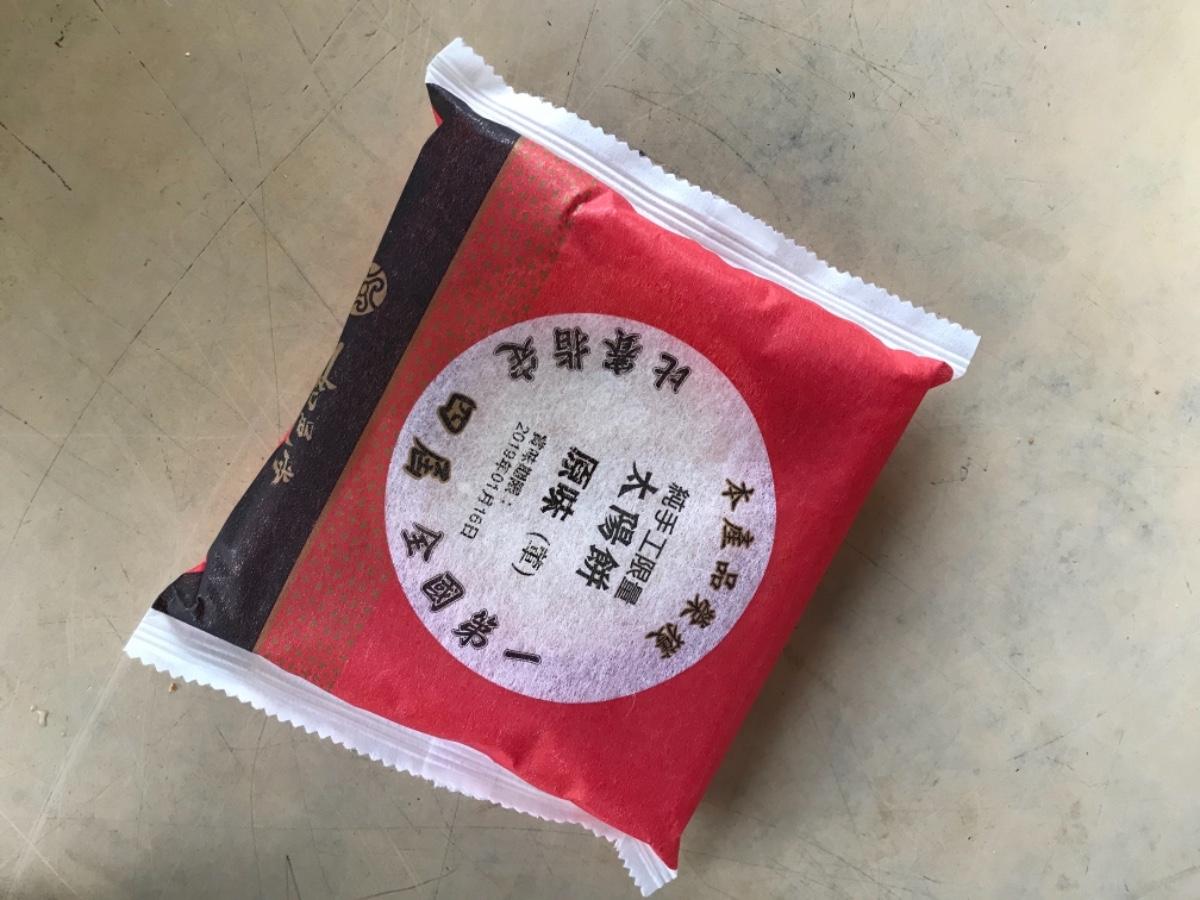 本產品榮獲
比賽指定
四屆
全國第一
純手工限量
太陽餅
原味（葷）
賞味期限：
2019年01月16日